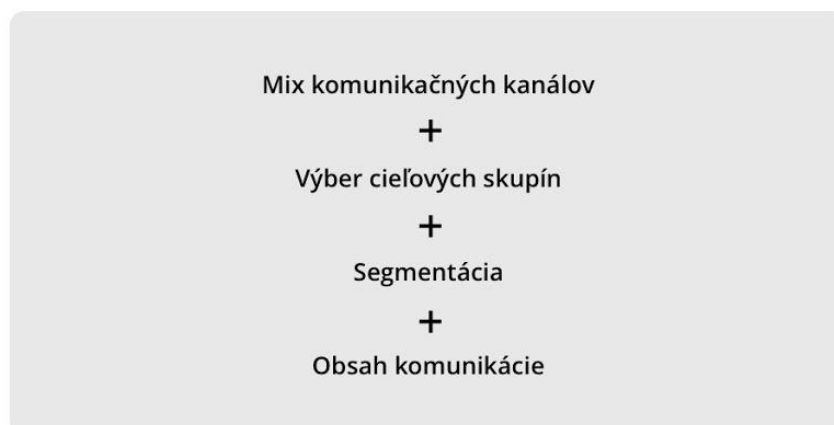 Mix komunikačných kanálov
+
Výber cieľových skupín
+
Segmentácia
+
Obsah komunikácie